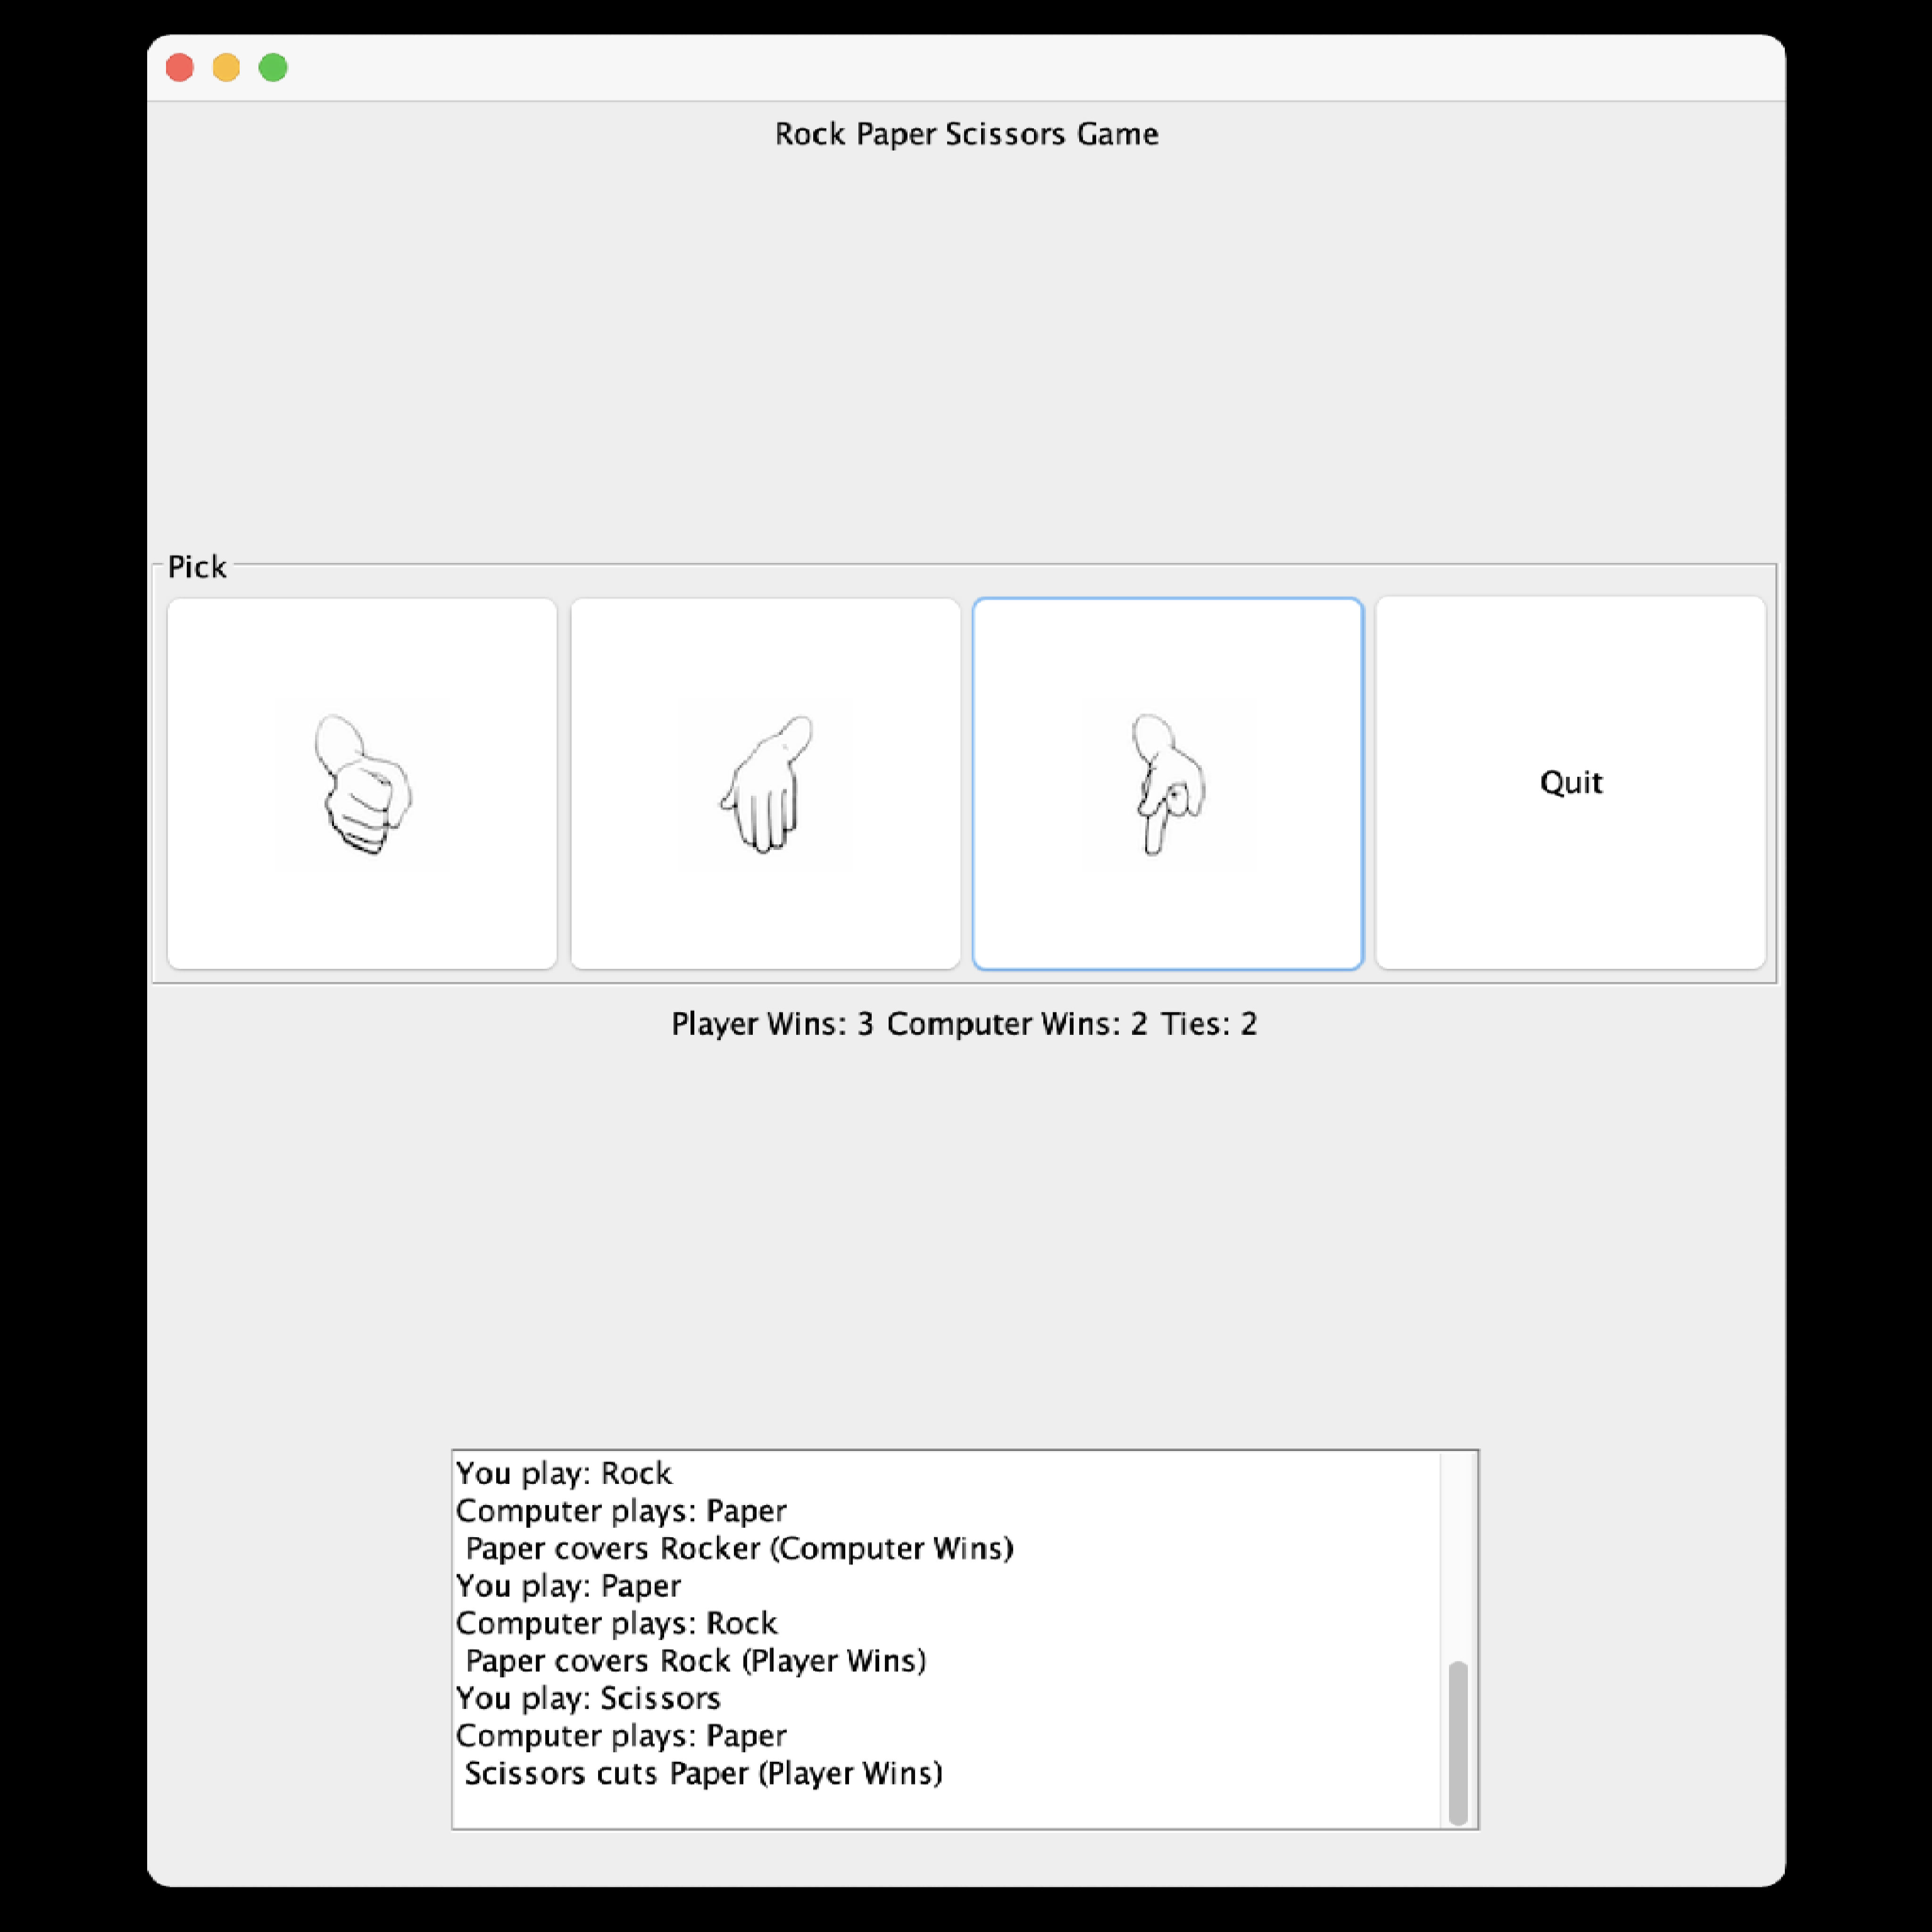 Rock Paper Scissors Game
Pick
Quit
Player Wins: 3 Computer Wins: 2 Ties: 2
You play: Rock
Computer plays: Paper
Paper covers Rocker (Computer Wins)
You play: Paper
Computer plays: Rock
Paper covers Rock (Player Wins)
You play: Scissors
Computer plays: Paper
Scissors cuts Paper (Player Wins)